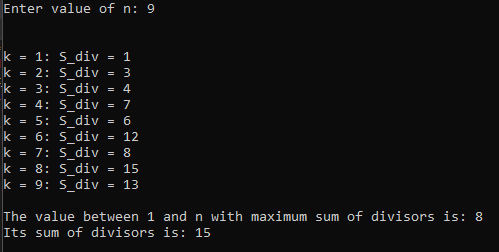 Enter value of n: 9
k = 1: S_div = 1
k = 2: S_div = 3
k = 3: S_div = 4
k = 4: S_div = 7
k = 5: S_div = 6
k = 6: S_div = 12
k = 7: S_div = 8
k = 8: S_div = 15
k = 9: S_div = 13
The value between 1 and n with maximum sum of divisors is: 8
Its sum of divisors is: 15